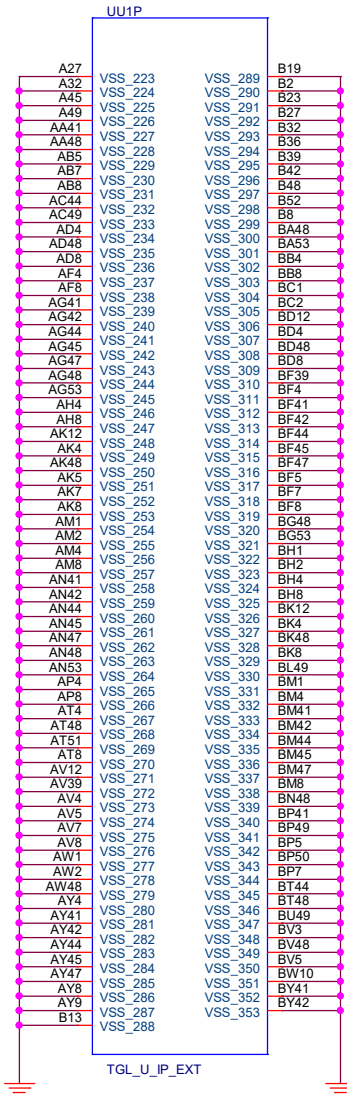 UU1P
A27 VSS_223 VSS_289 B19
A32 VSS_224 VSS_290 B2
A45 VSS_225 VSS_291 B23
A49 VSS_226 VSS_292 B27
AA41 VSS_227 VSS_293 B32
AA48 VSS_228 VSS_294 B36
AB5 VSS_229 VSS_295 B39
AB7 VSS_230 VSS_296 B42
AB8 VSS_231 VSS_297 B48
AC44 VSS_232 VSS_298 B52
AC49 VSS_233 VSS_299 B8
AD4 VSS_234 VSS_300 BA48
AD48 VSS_235 VSS_301 BA53
AD8 VSS_236 VSS_302 BB4
AF4 VSS_237 VSS_303 BB8
AF8 VSS_238 VSS_304 BC1
AG41 VSS_239 VSS_305 BC2
AG42 VSS_240 VSS_306 BD12
AG44 VSS_241 VSS_307 BD4
AG45 VSS_242 VSS_308 BD48
AG47 VSS_243 VSS_309 BD8
AG48 VSS_244 VSS_310 BF39
AG53 VSS_245 VSS_311 BF4
AH4 VSS_246 VSS_312 BF41
AH8 VSS_247 VSS_313 BF42
AK12 VSS_248 VSS_314 BF44
AK4 VSS_249 VSS_315 BF45
AK48 VSS_250 VSS_316 BF47
AK5 VSS_251 VSS_317 BF5
AK7 VSS_252 VSS_318 BF7
AK8 VSS_253 VSS_319 BF8
AM1 VSS_254 VSS_320 BG48
AM2 VSS_255 VSS_321 BG53
AM4 VSS_256 VSS_322 BH1
AM8 VSS_257 VSS_323 BH2
AN41 VSS_258 VSS_324 BH4
AN42 VSS_259 VSS_325 BH8
AN44 VSS_260 VSS_326 BK12
AN45 VSS_261 VSS_327 BK4
AN47 VSS_262 VSS_328 BK48
AN48 VSS_263 VSS_329 BK8
AN53 VSS_264 VSS_330 BL49
AP4 VSS_265 VSS_331 BM1
AP8 VSS_266 VSS_332 BM4
AT4 VSS_267 VSS_333 BM41
AT48 VSS_268 VSS_334 BM42
AT51 VSS_269 VSS_335 BM44
AT8 VSS_270 VSS_336 BM45
AV12 VSS_271 VSS_337 BM47
AV39 VSS_272 VSS_338 BM8
AV4 VSS_273 VSS_339 BN48
AV5 VSS_274 VSS_340 BP41
AV7 VSS_275 VSS_341 BP49
AV8 VSS_276 VSS_342 BP5
AW1 VSS_277 VSS_343 BP50
AW2 VSS_278 VSS_344 BP7
AW48 VSS_279 VSS_345 BT44
AY4 VSS_280 VSS_346 BT48
AY41 VSS_281 VSS_347 BU49
AY42 VSS_282 VSS_348 BV3
AY44 VSS_283 VSS_349 BV48
AY45 VSS_284 VSS_350 BV5
AY47 VSS_285 VSS_351 BW10
AY8 VSS_286 VSS_352 BY41
AY9 VSS_287 VSS_353 BY42
B13 VSS_288
TGL_U_IP_EXT